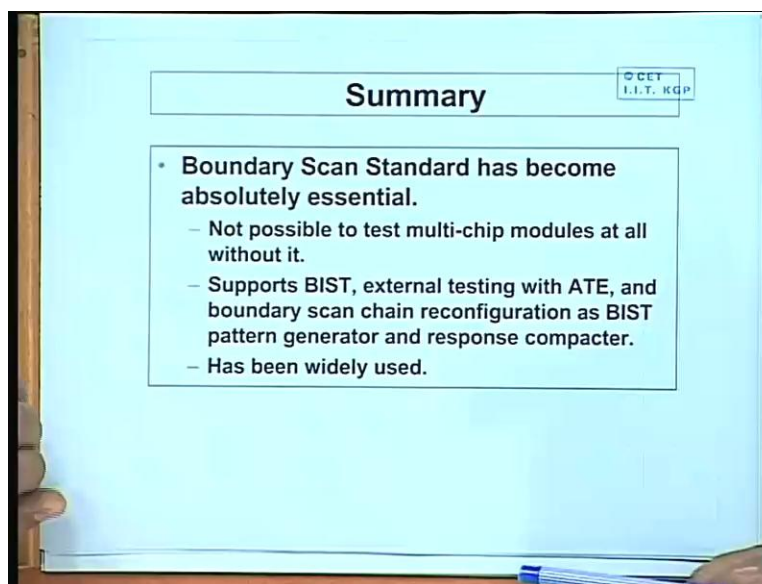 Summary
© CET
I.I.T. KGP
• Boundary Scan Standard has become
absolutely essential.
– Not possible to test multi-chip modules at all
without it.
– Supports BIST, external testing with ATE, and
boundary scan chain reconfiguration as BIST
pattern generator and response compacter.
– Has been widely used.